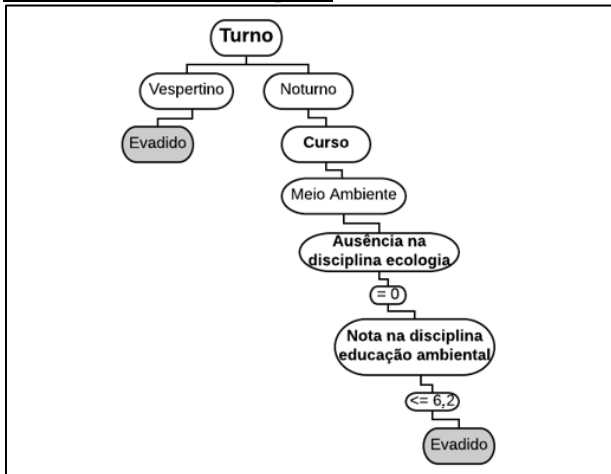 Turno
Vespertino
Noturno
Evadido
Curso
Meio Ambiente
Ausência na
disciplina ecologia
= 0
Nota na disciplina
educação ambiental
<= 6,2
Evadido